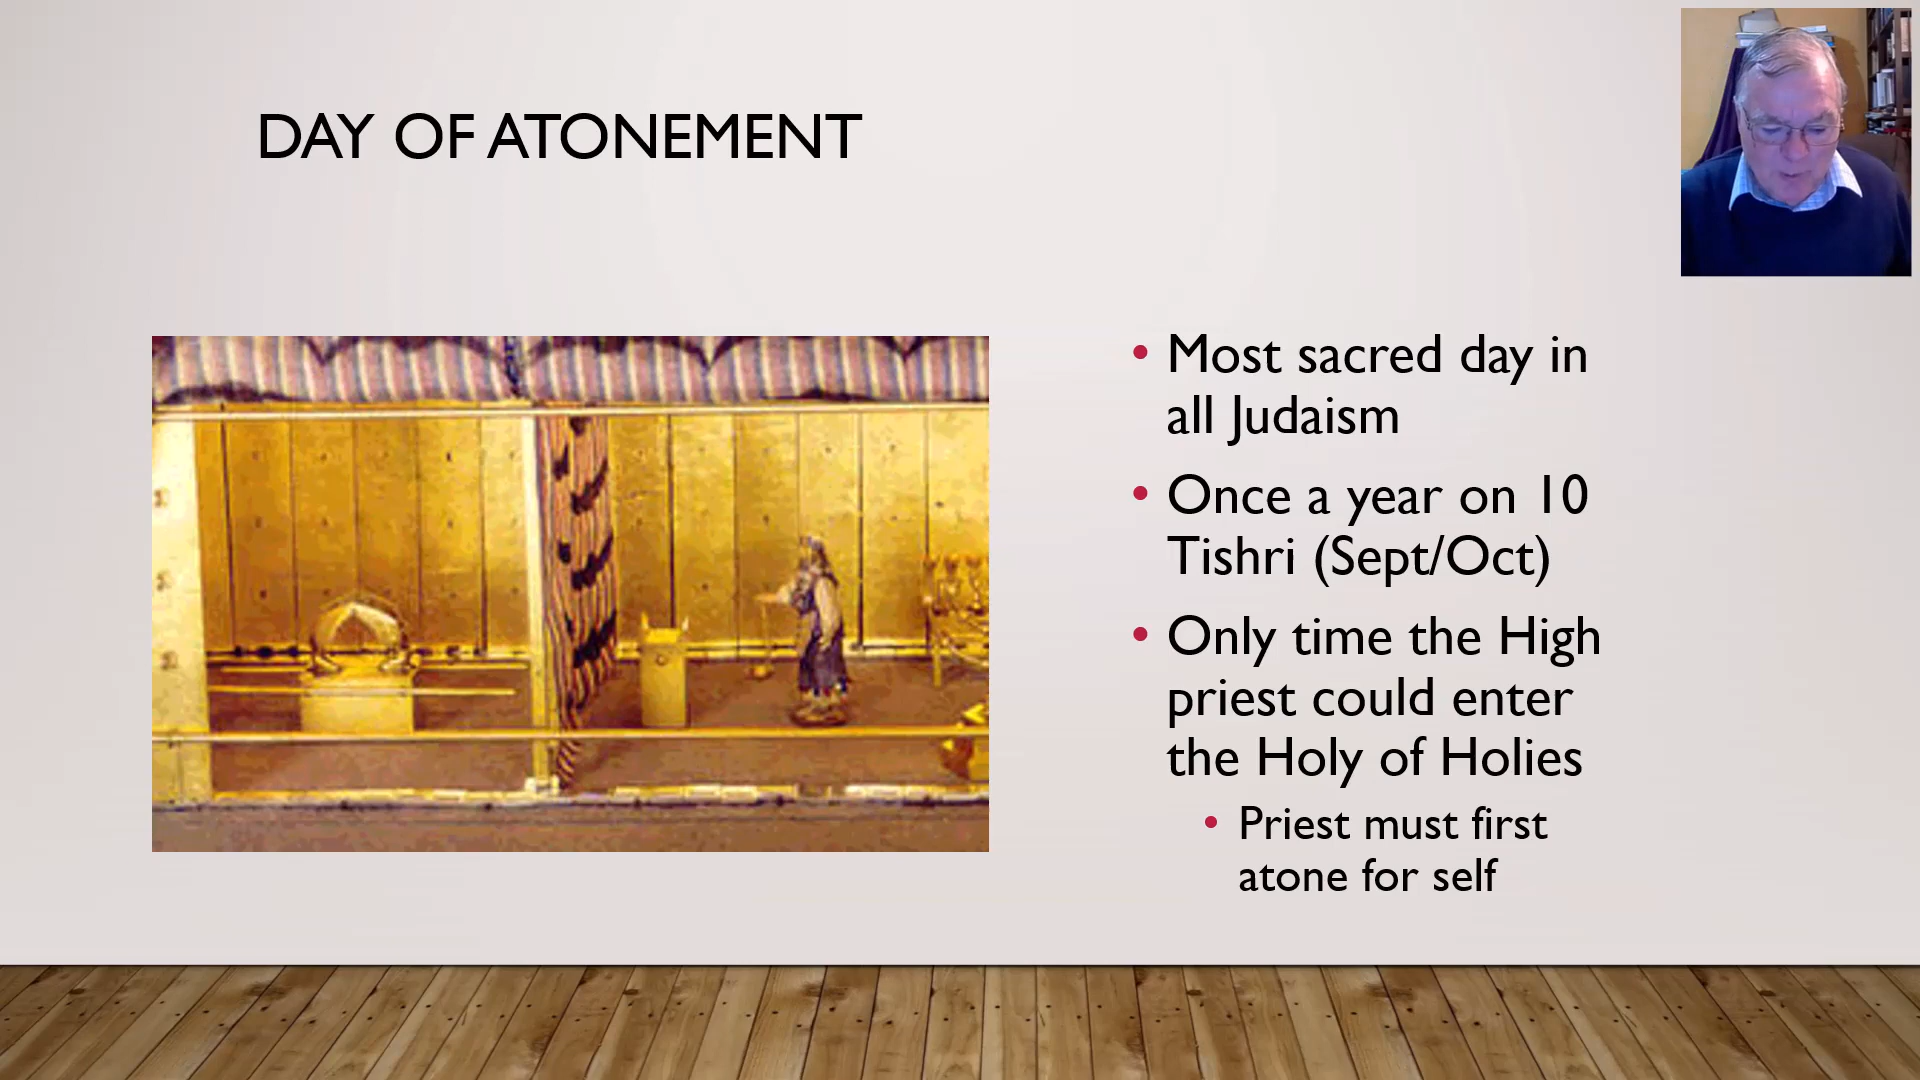 DAY OF ATONEMENT
• Most sacred day in
all Judaism
• Once a year on 10
Tishri (Sept/Oct)
• Only time the High
priest could enter
the Holy of Holies
• Priest must first
atone for self